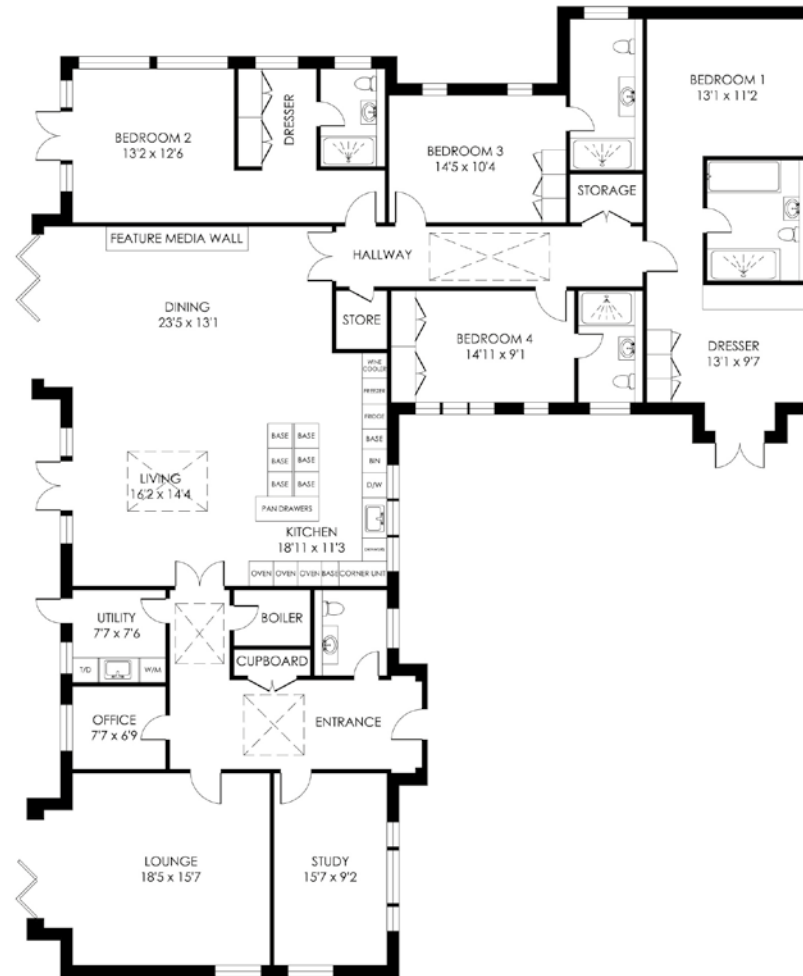 BEDROOM 1
13'1 x 11'2
BEDROOM 2
13'2 x 12'6
DRESSER
BEDROOM 3
14'5 x 10'4
STORAGE
FEATURE MEDIA WALL
HALLWAY
DINING
23'5 x 13'1
STORE
BEDROOM 4
14'11 x 9'1
DRESSER
13'1 x 9'7
WINE
COOLER
FREEZER
FRIDGE
BASE
BIN
D/W
BASE BASE
BASE BASE
BASE BASE
PAN DRAWERS
LIVING
16'2 x 14'4
KITCHEN
18'11 x 11'3
OVEN OVEN OVEN BASE CORNER UNIT
UTILITY
7'7 x 7'6
T/D
W/M
BOILER
CUPBOARD
OFFICE
7'7 x 6'9
ENTRANCE
LOUNGE
18'5 x 15'7
STUDY
15'7 x 9'2